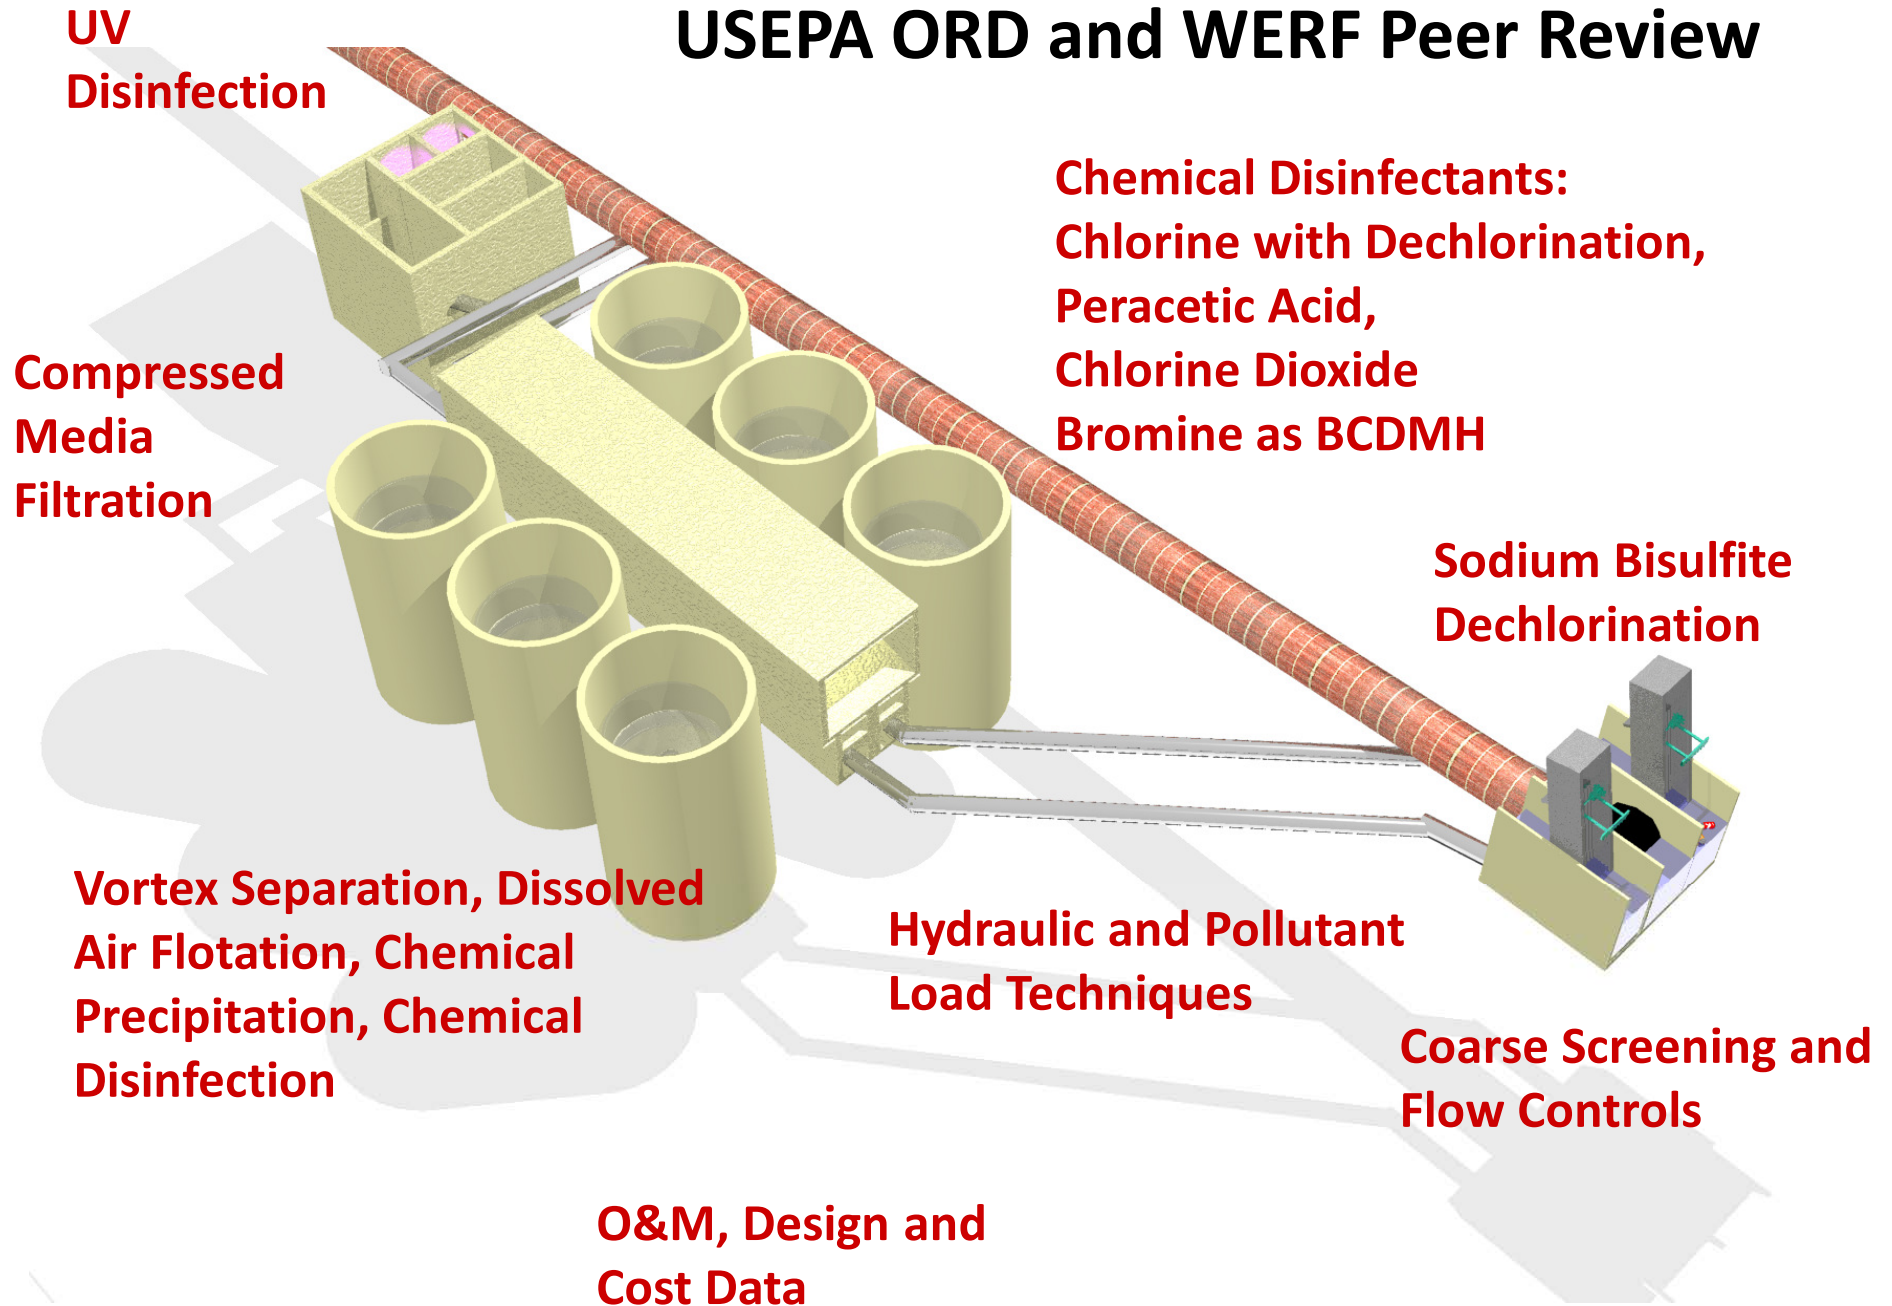 USEPA ORD and WERF Peer Review
UV
Disinfection
Chemical Disinfectants:
Chlorine with Dechlorination,
Peracetic Acid,
Chlorine Dioxide
Bromine as BCDMH
Compressed
Media
Filtration
Sodium Bisulfite
Dechlorination
Vortex Separation, Dissolved
Air Flotation, Chemical
Precipitation, Chemical
Disinfection
Hydraulic and Pollutant
Load Techniques
Coarse Screening and
Flow Controls
O&M, Design and
Cost Data